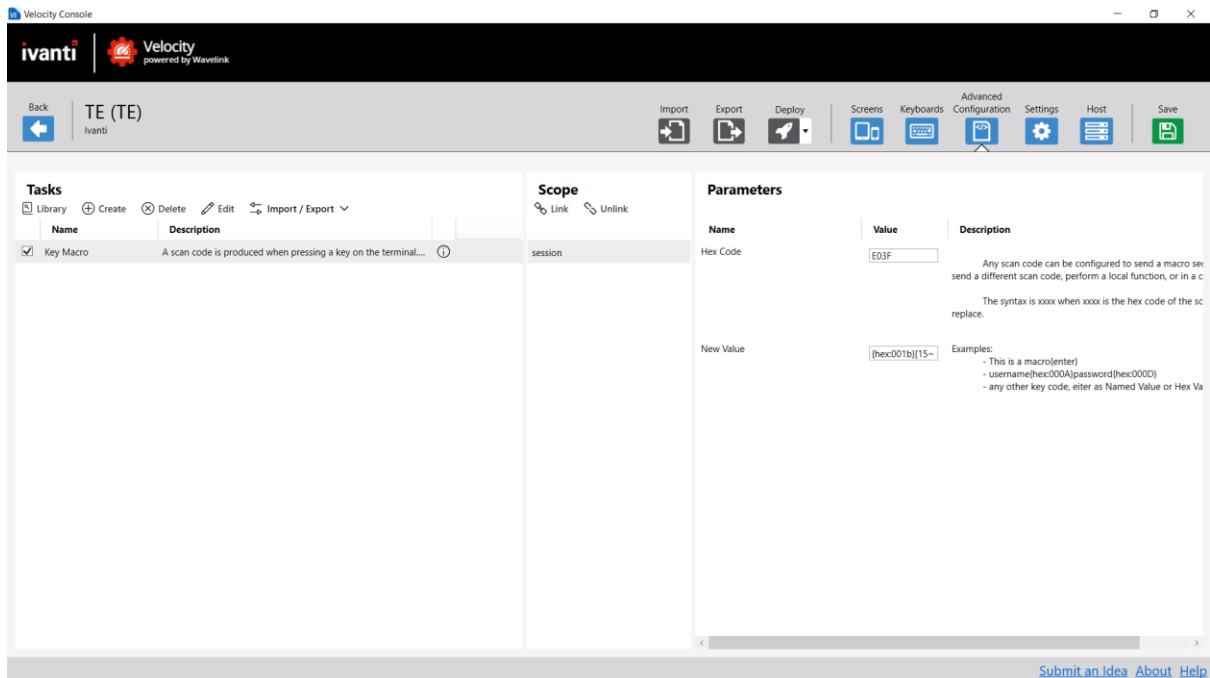 Velocity Console
ivanti
Velocity
powered by Wavelink
Back
TE (TE)
Ivanti
Import
Export
Deploy
Screens
Keyboards
Advanced
Configuration
Settings
Host
Save
Tasks
Library Create Delete Edit Import / Export
Name Description
Key Macro A scan code is produced when pressing a key on the terminal....
Scope
Link Unlink
session
Parameters
Name Value Description
Hex Code E03F
Any scan code can be configured to send a macro se
send a different scan code, perform a local function, or in a c
The syntax is xxxx when xxxx is the hex code of the sc
replace.
New Value {hex:001b}[15~
Examples:
- This is a macro{enter}
- username{hex:000A}password{hex:000D}
- any other key code, eiter as Named Value or Hex Va
Submit an Idea About Help